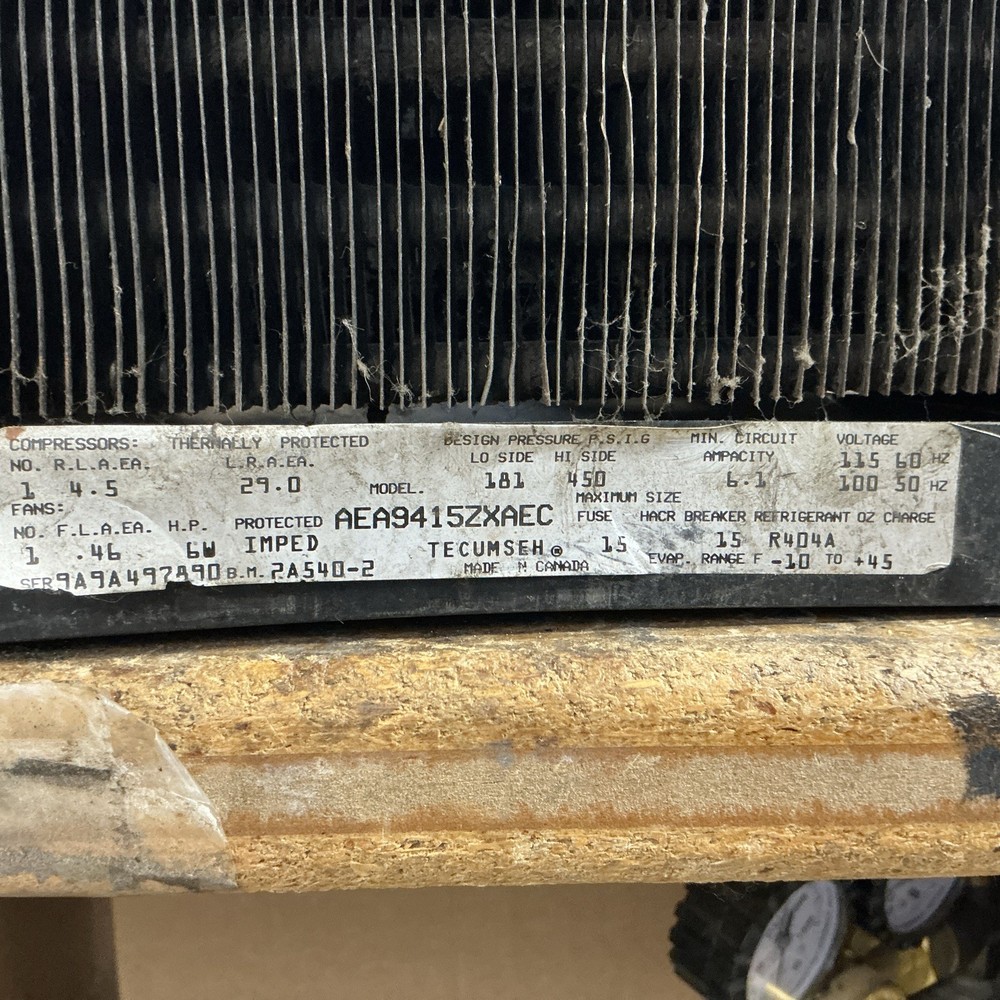 COMPRESSORS: THERMALLY PROTECTED DESIGN PRESSURE P.S.I.G MIN. CIRCUIT VOLTAGE
NO. R.L.A.EA. L.R.A.EA. LO SIDE HI SIDE AMPACITY 115 60 HZ
1 4.5 29.0 MODEL. 181 450 6.1 100 50 HZ
FANS: MAXIMUM SIZE
NO. F.L.A.EA. H.P. PROTECTED AEA9415ZXAEC FUSE HACR BREAKER REFRIGERANT OZ CHARGE
1 .46 6W IMPED TECUMSEH® 15 15 R404A
SER 9A9A497890 B.M. 2A540-2 MADE IN CANADA EVAP. RANGE F -10 TO +45